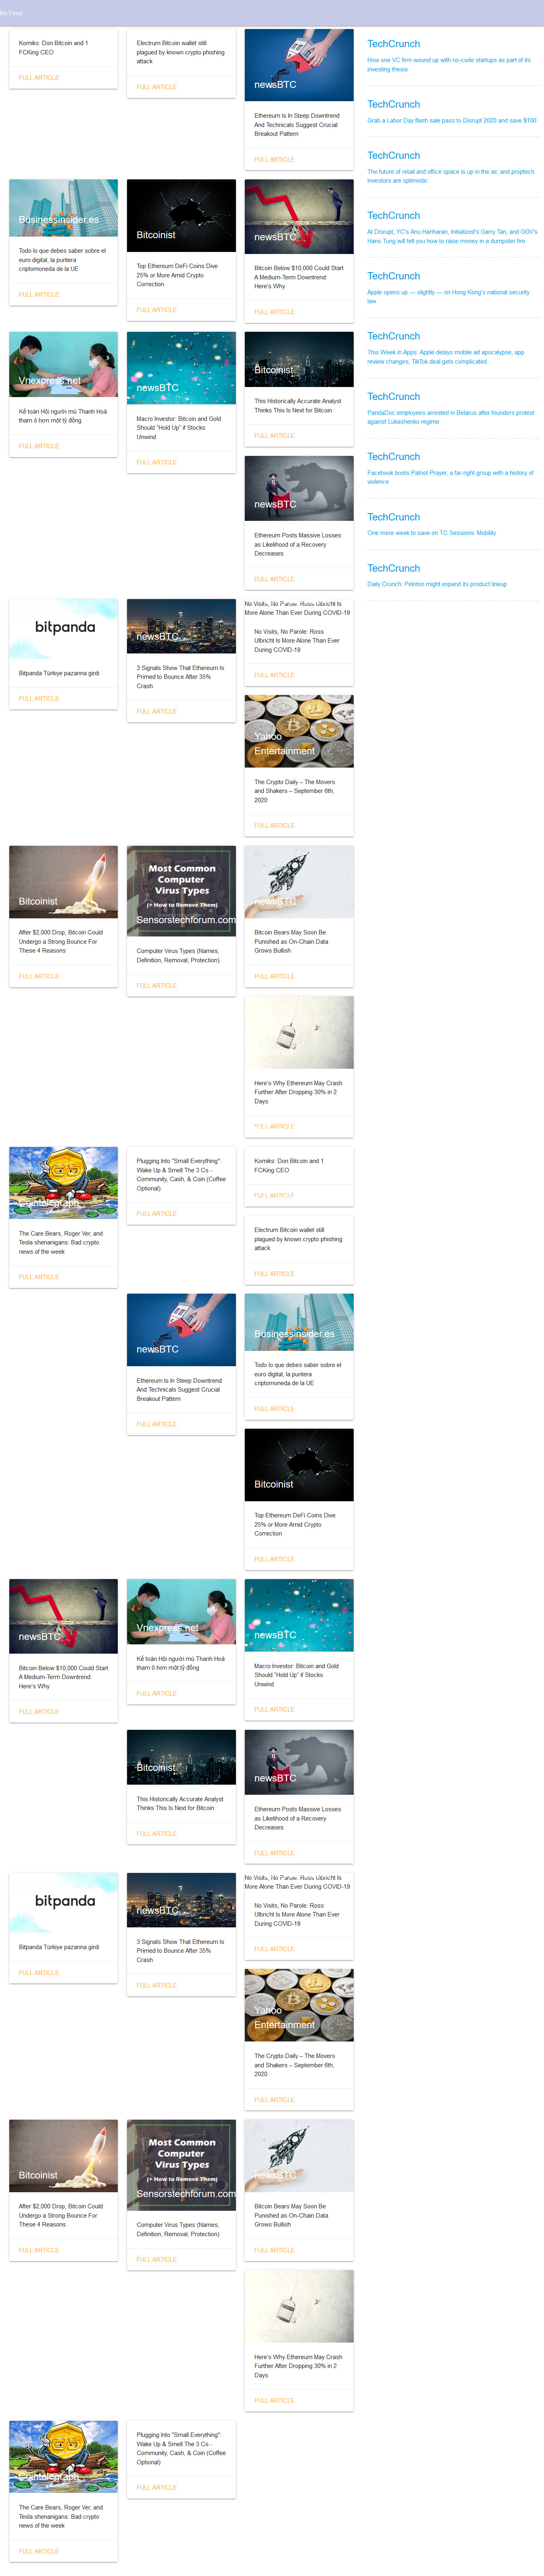 My Feed
Komiks: Don Bitcoin and 1
FCKing CEO
FULL ARTICLE
Electrum Bitcoin wallet still
plagued by known crypto phishing
attack
FULL ARTICLE
newsBTC
Ethereum Is In Steep Downtrend
And Technicals Suggest Crucial
Breakout Pattern
FULL ARTICLE
Businessinsider.es
Todo lo que debes saber sobre el
euro digital, la puntera
criptomoneda de la UE
FULL ARTICLE
Bitcoinist
Top Ethereum DeFi Coins Dive
25% or More Amid Crypto
Correction
FULL ARTICLE
newsBTC
Bitcoin Below $10,000 Could Start
A Medium-Term Downtrend:
Here's Why
FULL ARTICLE
Vnexpress.net
Kế toán Hội người mù Thanh Hoá
tham ô hơn một tỷ đồng
FULL ARTICLE
newsBTC
Macro Investor: Bitcoin and Gold
Should "Hold Up" if Stocks
Unwind
FULL ARTICLE
Bitcoinist
This Historically Accurate Analyst
Thinks This Is Next for Bitcoin
FULL ARTICLE
newsBTC
Ethereum Posts Massive Losses
as Likelihood of a Recovery
Decreases
FULL ARTICLE
bitpanda
Bitpanda Türkiye pazarına girdi
FULL ARTICLE
newsBTC
3 Signals Show That Ethereum Is
Primed to Bounce After 35%
Crash
FULL ARTICLE
No Visits, No Parole: Ross Ulbricht Is
More Alone Than Ever During COVID-19
No Visits, No Parole: Ross
Ulbricht Is More Alone Than Ever
During COVID-19
FULL ARTICLE
Yahoo
Entertainment
The Crypto Daily – The Movers
and Shakers – September 6th,
2020
FULL ARTICLE
Bitcoinist
After $2,000 Drop, Bitcoin Could
Undergo a Strong Bounce For
These 4 Reasons
FULL ARTICLE
Most Common
Computer
Virus Types
(+ How to Remove Them)
Sensorstechforum.com
Computer Virus Types (Names,
Definition, Removal, Protection)
FULL ARTICLE
newsBTC
Bitcoin Bears May Soon Be
Punished as On-Chain Data
Grows Bullish
FULL ARTICLE
Here's Why Ethereum May Crash
Further After Dropping 30% in 2
Days
FULL ARTICLE
Cointelegraph
The Care Bears, Roger Ver, and
Tesla shenanigans: Bad crypto
news of the week
FULL ARTICLE
Plugging Into "Small Everything":
Wake Up & Smell The 3 Cs -
Community, Cash, & Coin (Coffee
Optional)
FULL ARTICLE
Komiks: Don Bitcoin and 1
FCKing CEO
FULL ARTICLE
Electrum Bitcoin wallet still
plagued by known crypto phishing
attack
FULL ARTICLE
newsBTC
Ethereum Is In Steep Downtrend
And Technicals Suggest Crucial
Breakout Pattern
FULL ARTICLE
Businessinsider.es
Todo lo que debes saber sobre el
euro digital, la puntera
criptomoneda de la UE
FULL ARTICLE
Bitcoinist
Top Ethereum DeFi Coins Dive
25% or More Amid Crypto
Correction
FULL ARTICLE
newsBTC
Bitcoin Below $10,000 Could Start
A Medium-Term Downtrend:
Here's Why
FULL ARTICLE
Vnexpress.net
Kế toán Hội người mù Thanh Hoá
tham ô hơn một tỷ đồng
FULL ARTICLE
newsBTC
Macro Investor: Bitcoin and Gold
Should "Hold Up" if Stocks
Unwind
FULL ARTICLE
Bitcoinist
This Historically Accurate Analyst
Thinks This Is Next for Bitcoin
FULL ARTICLE
newsBTC
Ethereum Posts Massive Losses
as Likelihood of a Recovery
Decreases
FULL ARTICLE
bitpanda
Bitpanda Türkiye pazarına girdi
FULL ARTICLE
newsBTC
3 Signals Show That Ethereum Is
Primed to Bounce After 35%
Crash
FULL ARTICLE
No Visits, No Parole: Ross Ulbricht Is
More Alone Than Ever During COVID-19
No Visits, No Parole: Ross
Ulbricht Is More Alone Than Ever
During COVID-19
FULL ARTICLE
Yahoo
Entertainment
The Crypto Daily – The Movers
and Shakers – September 6th,
2020
FULL ARTICLE
Bitcoinist
After $2,000 Drop, Bitcoin Could
Undergo a Strong Bounce For
These 4 Reasons
FULL ARTICLE
Most Common
Computer
Virus Types
(+ How to Remove Them)
Sensorstechforum.com
Computer Virus Types (Names,
Definition, Removal, Protection)
FULL ARTICLE
newsBTC
Bitcoin Bears May Soon Be
Punished as On-Chain Data
Grows Bullish
FULL ARTICLE
Here's Why Ethereum May Crash
Further After Dropping 30% in 2
Days
FULL ARTICLE
Cointelegraph
The Care Bears, Roger Ver, and
Tesla shenanigans: Bad crypto
news of the week
FULL ARTICLE
Plugging Into "Small Everything":
Wake Up & Smell The 3 Cs -
Community, Cash, & Coin (Coffee
Optional)
FULL ARTICLE
TechCrunch
How one VC firm wound up with no-code startups as part of its
investing thesis
TechCrunch
Grab a Labor Day flash sale pass to Disrupt 2020 and save $100
TechCrunch
The future of retail and office space is up in the air, and proptech
investors are optimistic
TechCrunch
At Disrupt, YC's Anu Hariharan, Initialized's Garry Tan, and GGV's
Hans Tung will tell you how to raise money in a dumpster fire
TechCrunch
Apple opens up — slightly — on Hong Kong's national security
law
TechCrunch
This Week in Apps: Apple delays mobile ad apocalypse, app
review changes, TikTok deal gets complicated
TechCrunch
PandaDoc employees arrested in Belarus after founders protest
against Lukashenko regime
TechCrunch
Facebook boots Patriot Prayer, a far-right group with a history of
violence
TechCrunch
One more week to save on TC Sessions: Mobility
TechCrunch
Daily Crunch: Peloton might expand its product lineup